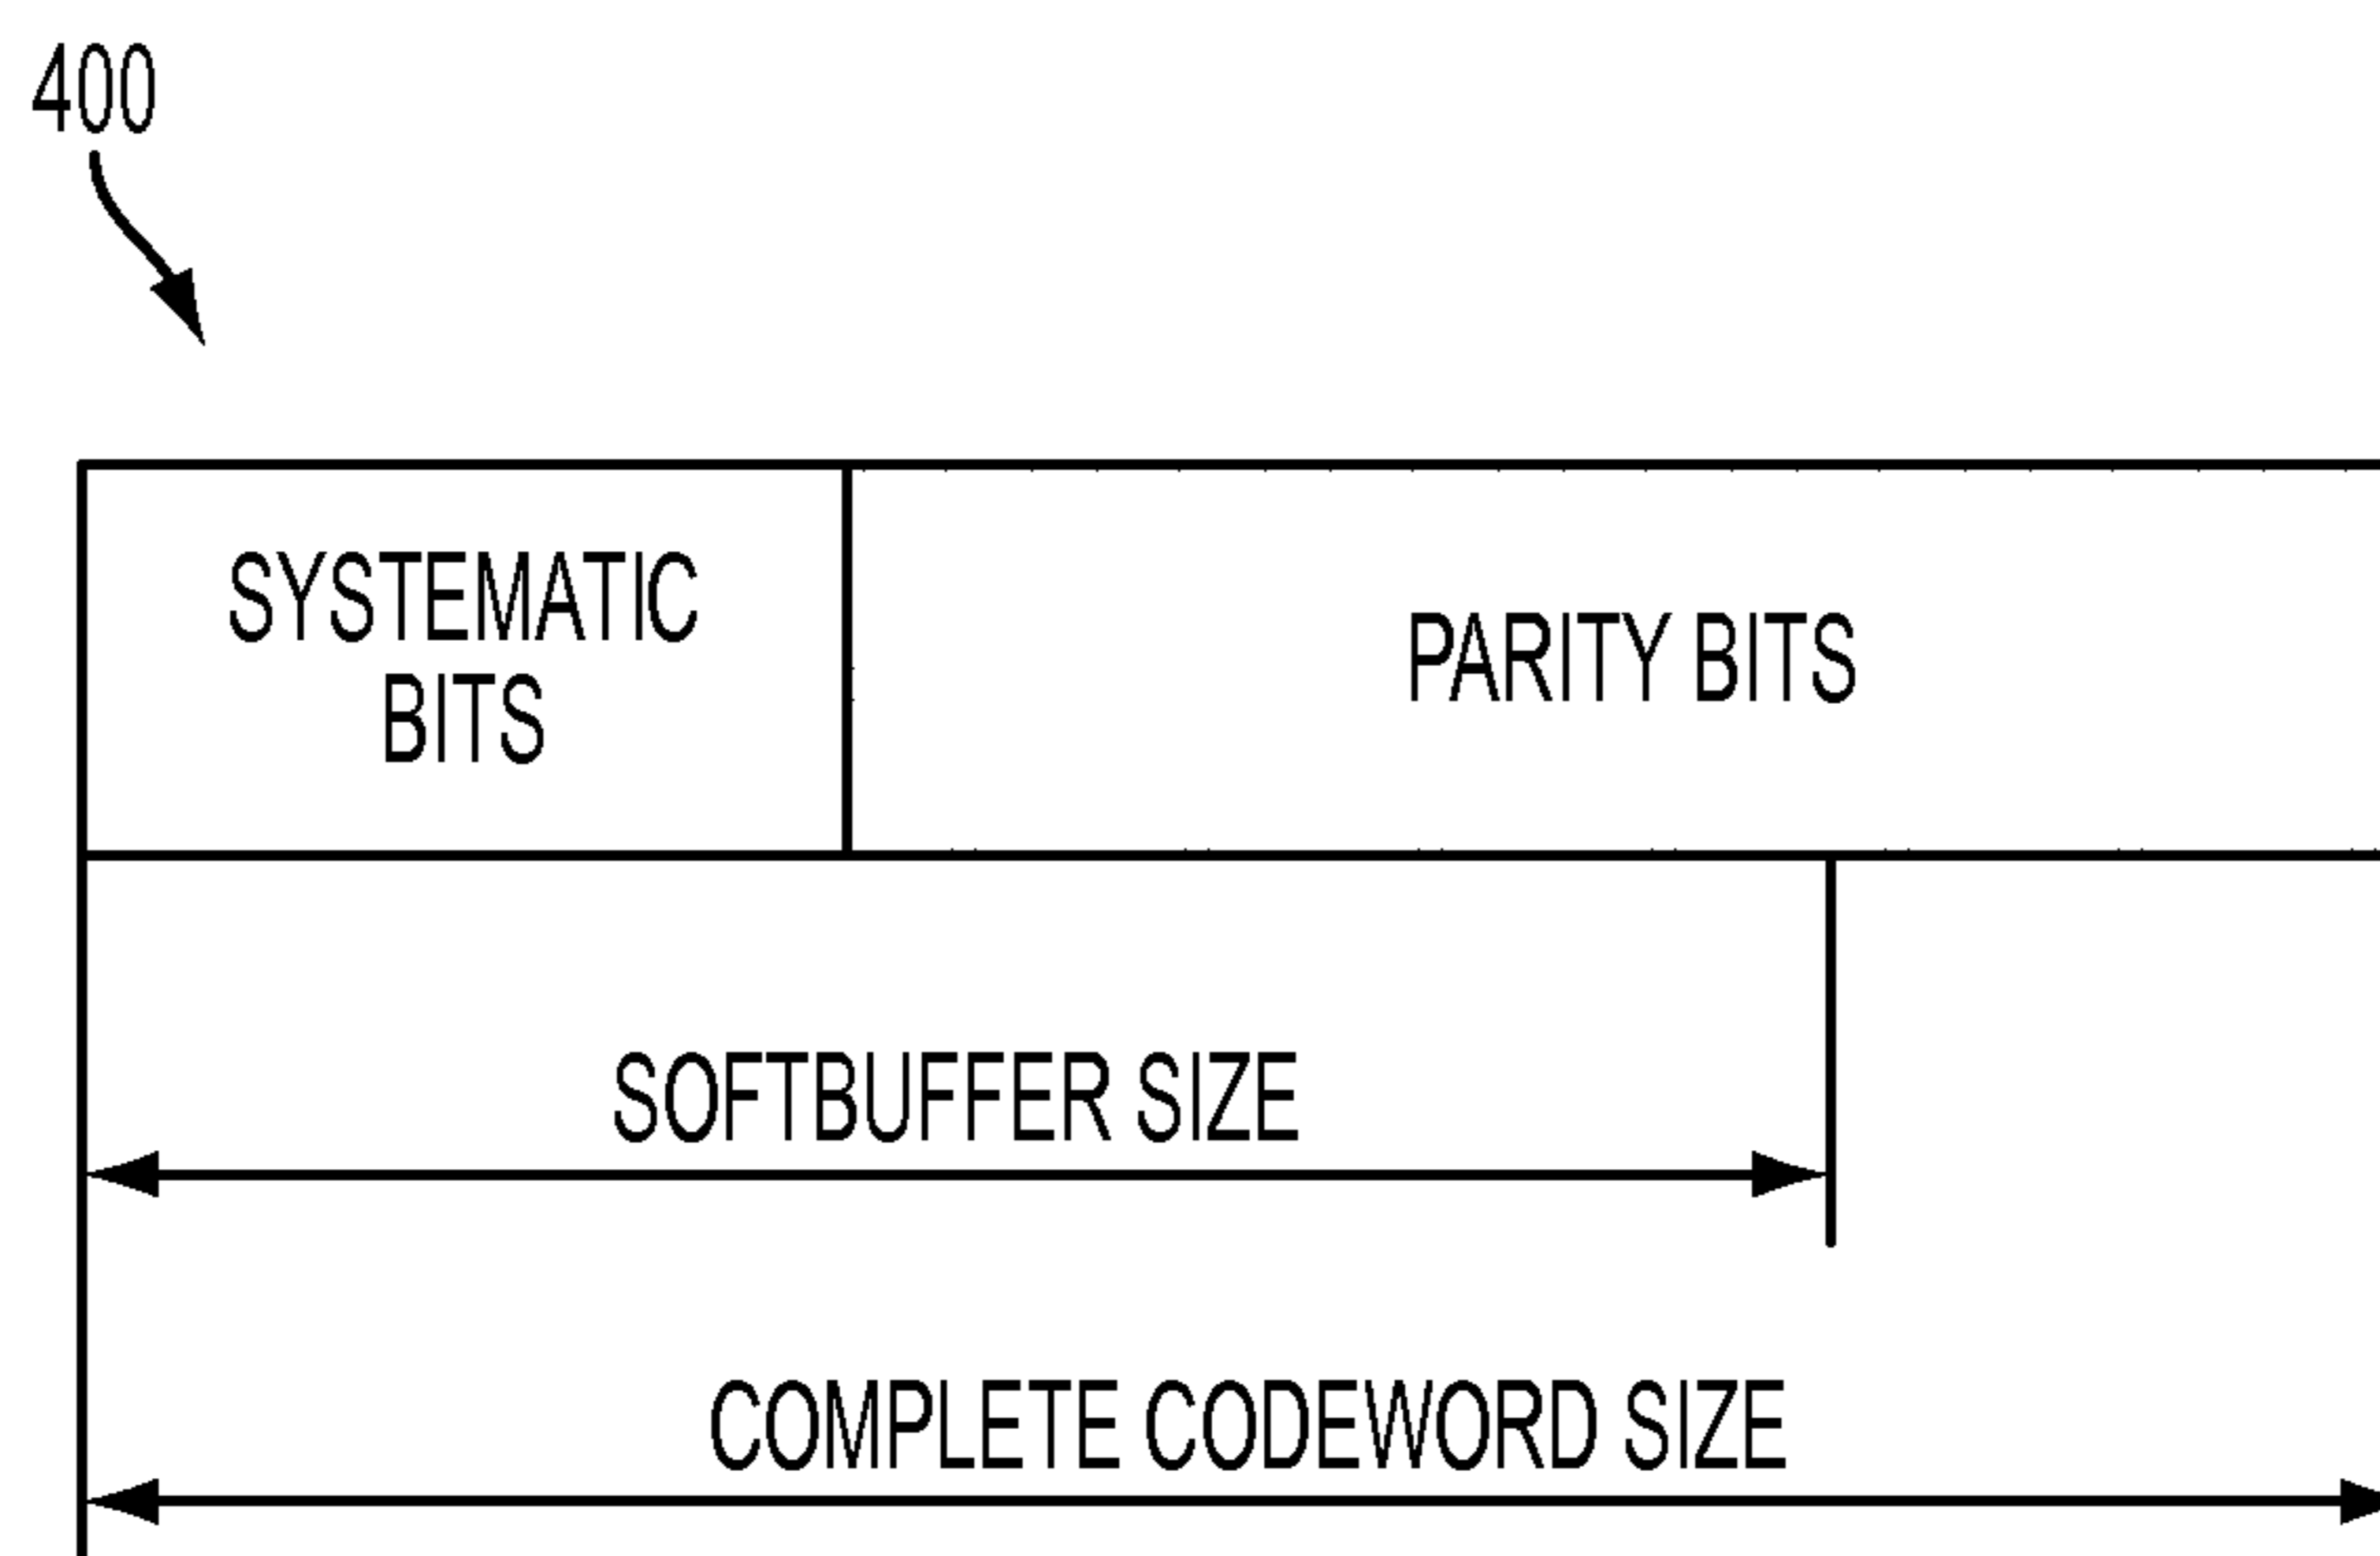 400
SYSTEMATIC
BITS
PARITY BITS
SOFTBUFFER SIZE
COMPLETE CODEWORD SIZE